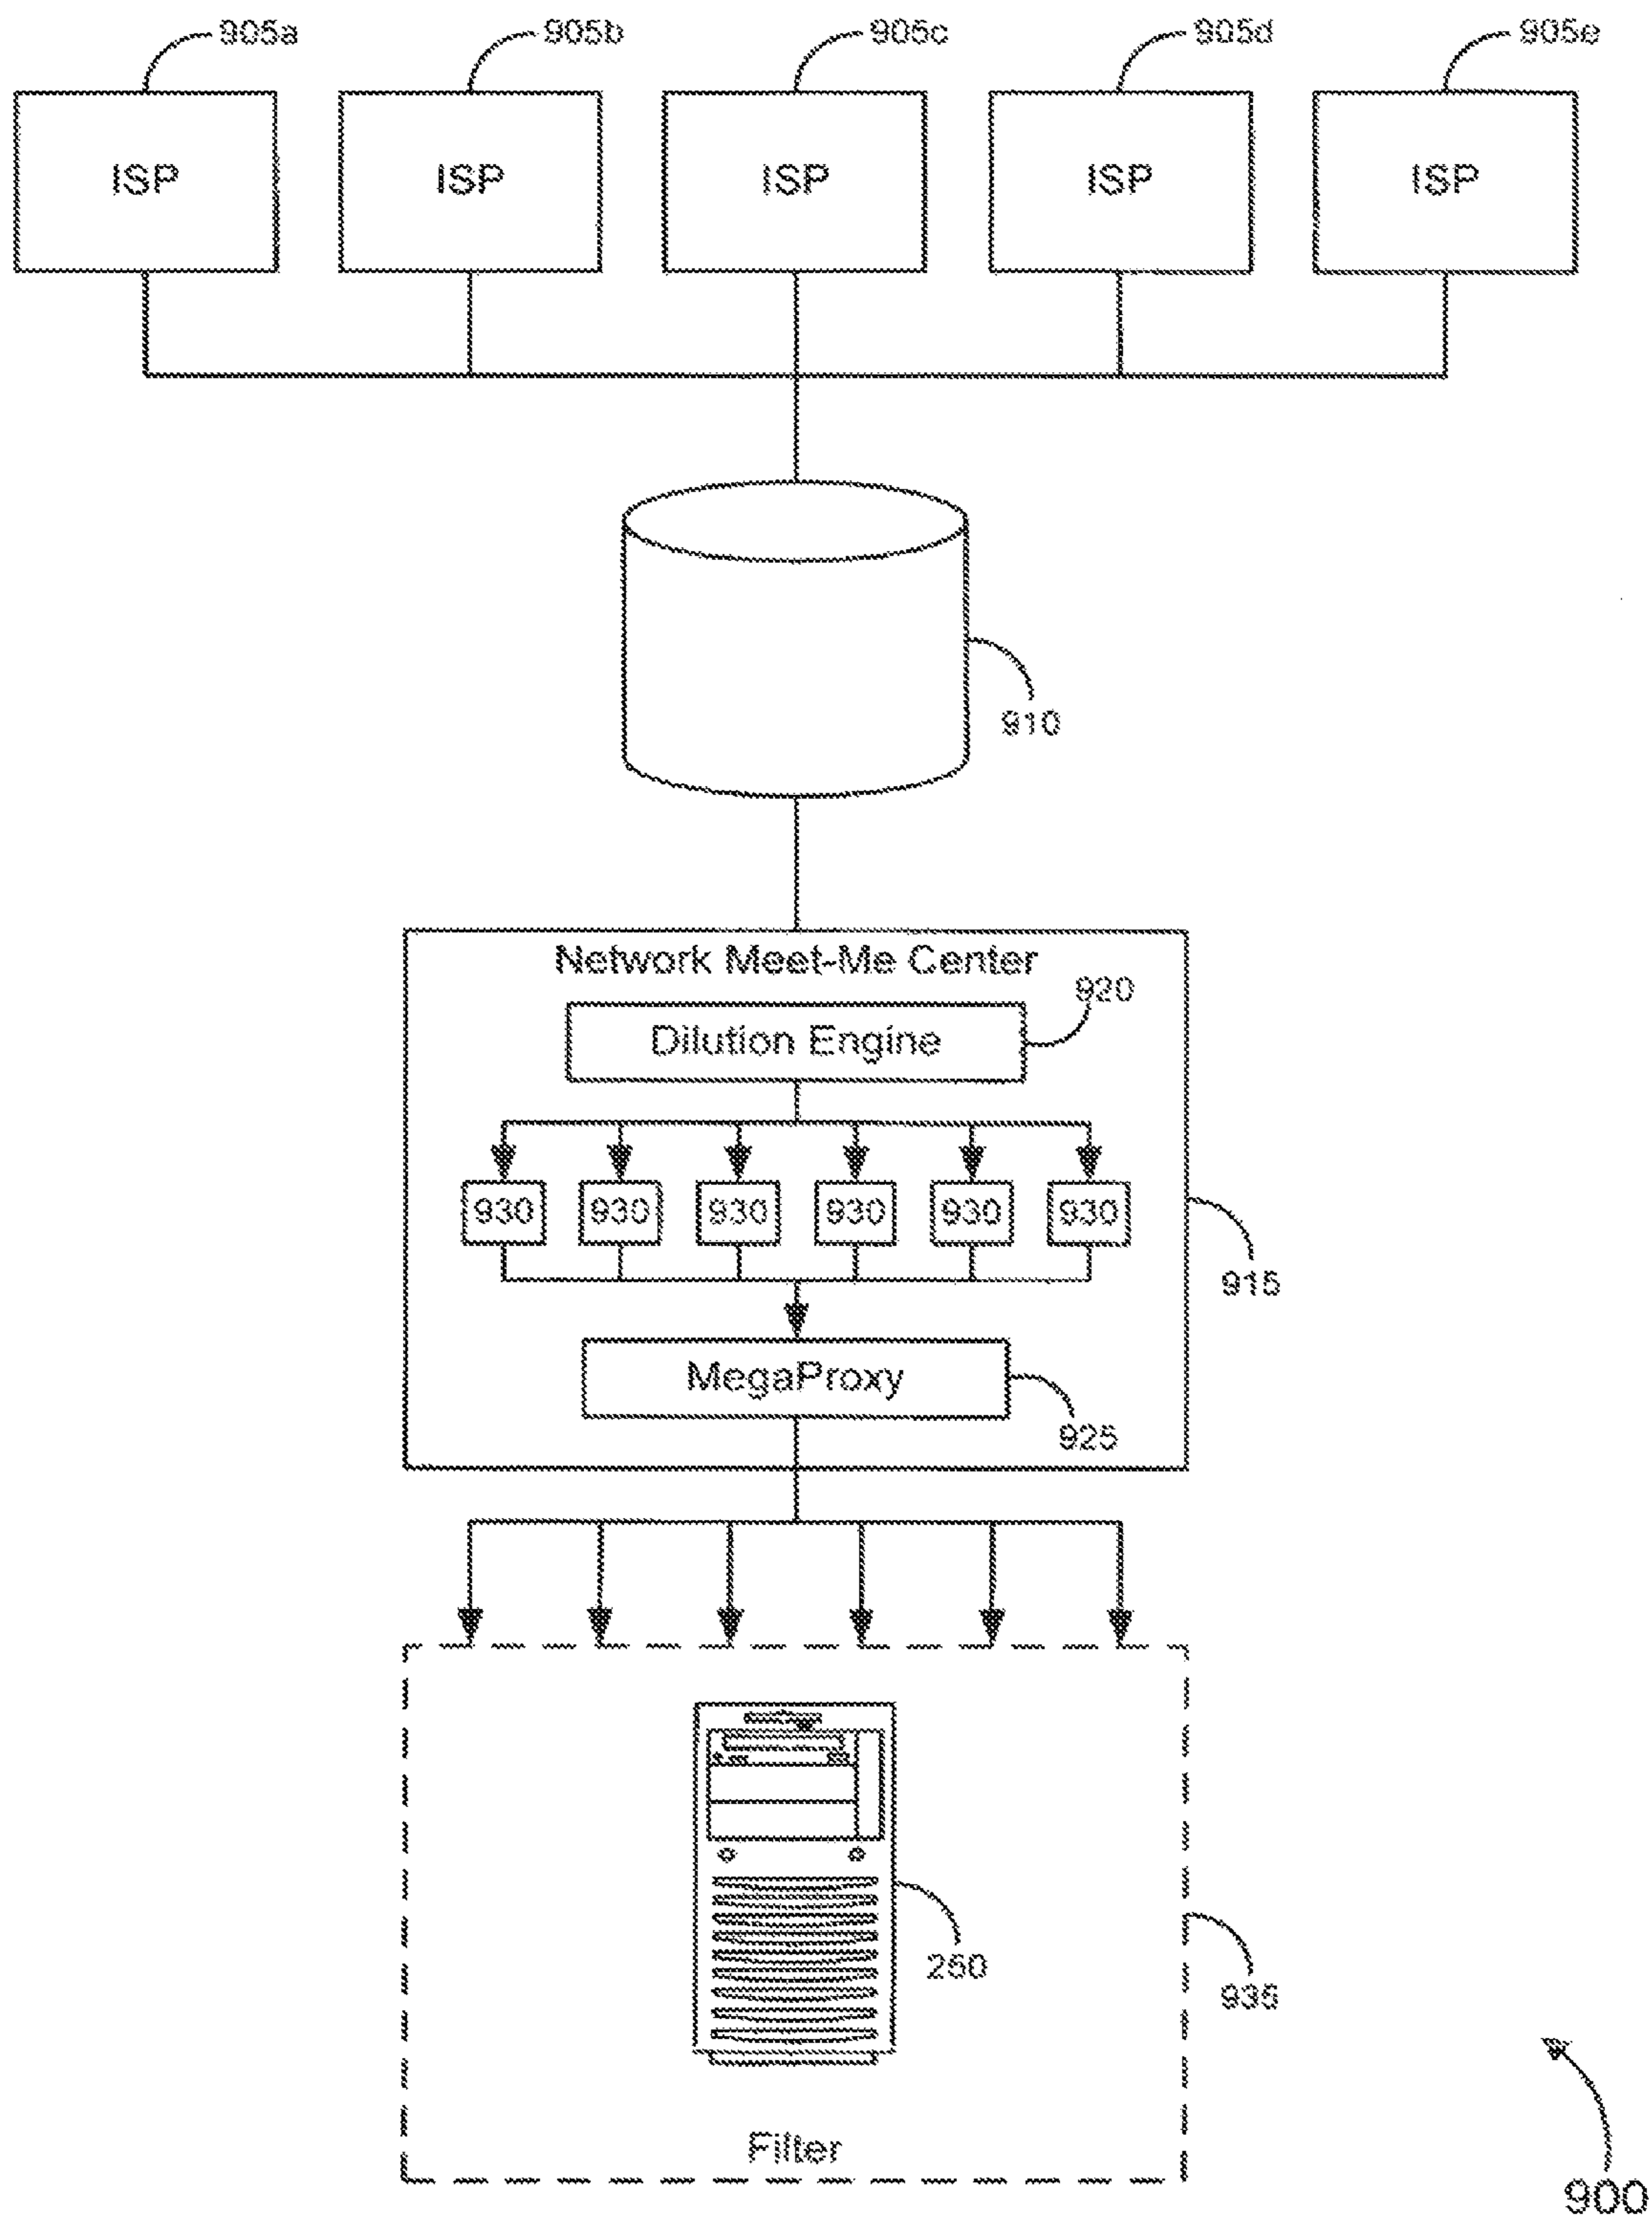 905a 905b 905c 905d 905e
ISP ISP ISP ISP ISP
910
Network Meet-Me Center
920
Dilution Engine
930 930 930 930 930 930
915
MegaProxy
925
250
935
Filter
900